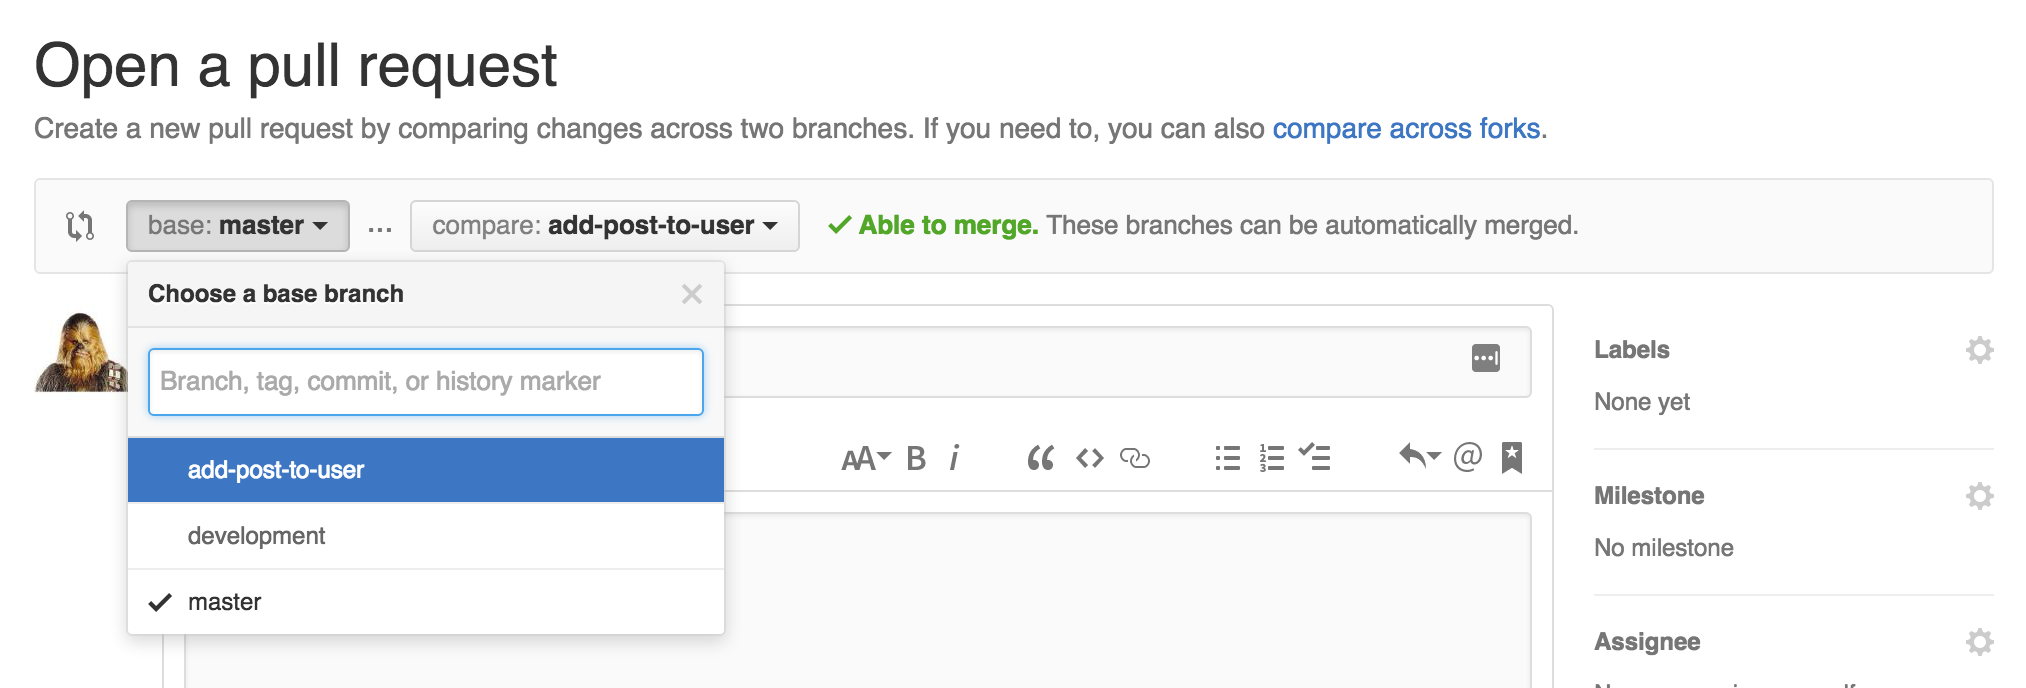 Open a pull request
Create a new pull request by comparing changes across two branches. If you need to, you can also compare across forks.
base: master ... compare: add-post-to-user Able to merge. These branches can be automatically merged.
Choose a base branch
Branch, tag, commit, or history marker
add-post-to-user
development
master
AA B i @
Labels
None yet
Milestone
No milestone
Assignee